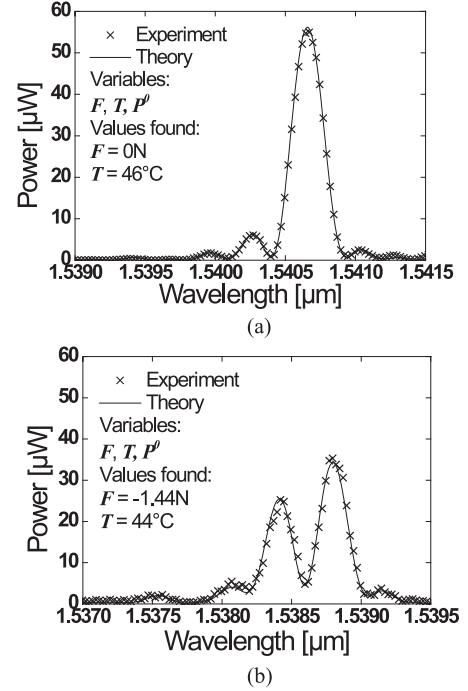 60
50
40
30
20
10
0
Power [µW]
× Experiment
Theory
Variables:
F, T, P⁰
Values found:
F = 0N
T = 46°C
1.5390 1.5395 1.5400 1.5405 1.5410 1.5415
Wavelength [µm]
(a)
60
50
40
30
20
10
0
Power [µW]
× Experiment
Theory
Variables:
F, T, P⁰
Values found:
F = -1.44N
T = 44°C
1.5370 1.5375 1.5380 1.5385 1.5390 1.5395
Wavelength [µm]
(b)